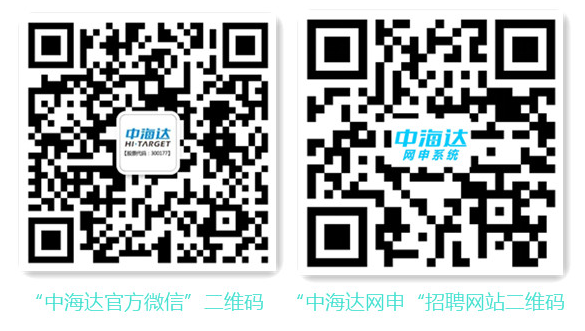 中海达
HI-TARGET
【股票代码：300177】
中海达
网申系统
“中海达官方微信”二维码
“中海达网申“招聘网站二维码